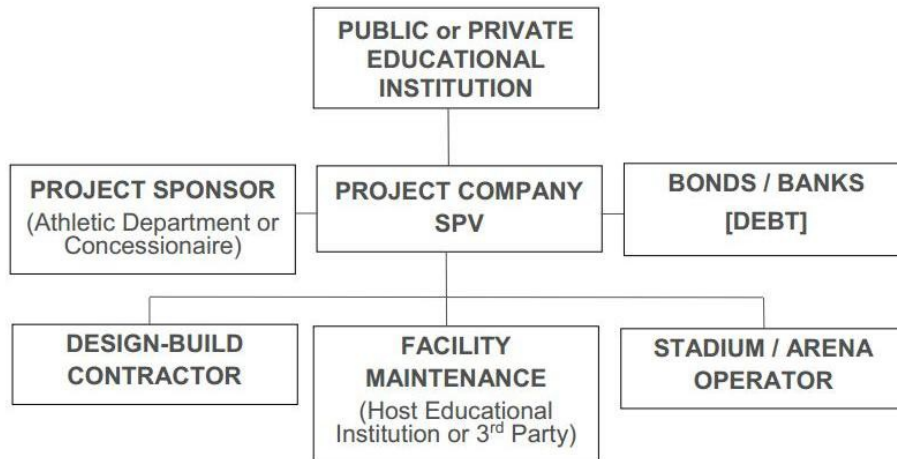 PUBLIC or PRIVATE
EDUCATIONAL
INSTITUTION
PROJECT SPONSOR
(Athletic Department or
Concessionaire)
PROJECT COMPANY
SPV
BONDS / BANKS
[DEBT]
DESIGN-BUILD
CONTRACTOR
FACILITY
MAINTENANCE
(Host Educational
Institution or 3rd Party)
STADIUM / ARENA
OPERATOR